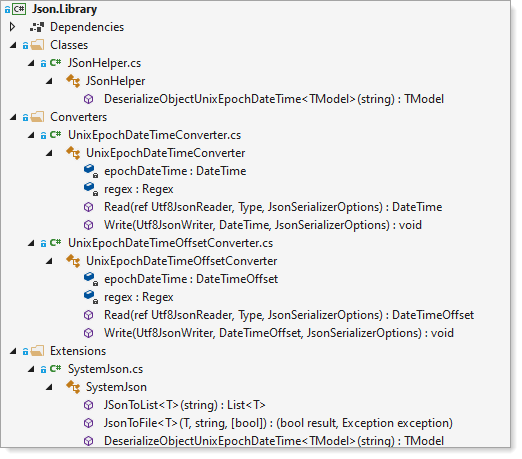 Json.Library
Dependencies
Classes
C# JSonHelper.cs
JSonHelper
DeserializeObjectUnixEpochDateTime<TModel>(string) : TModel
Converters
C# UnixEpochDateTimeConverter.cs
UnixEpochDateTimeConverter
epochDateTime : DateTime
regex : Regex
Read(ref Utf8JsonReader, Type, JsonSerializerOptions) : DateTime
Write(Utf8JsonWriter, DateTime, JsonSerializerOptions) : void
C# UnixEpochDateTimeOffsetConverter.cs
UnixEpochDateTimeOffsetConverter
epochDateTime : DateTimeOffset
regex : Regex
Read(ref Utf8JsonReader, Type, JsonSerializerOptions) : DateTimeOffset
Write(Utf8JsonWriter, DateTimeOffset, JsonSerializerOptions) : void
Extensions
C# SystemJson.cs
SystemJson
JSonToList<T>(string) : List<T>
JsonToFile<T>(T, string, [bool]) : (bool result, Exception exception)
DeserializeObjectUnixEpochDateTime<TModel>(string) : TModel